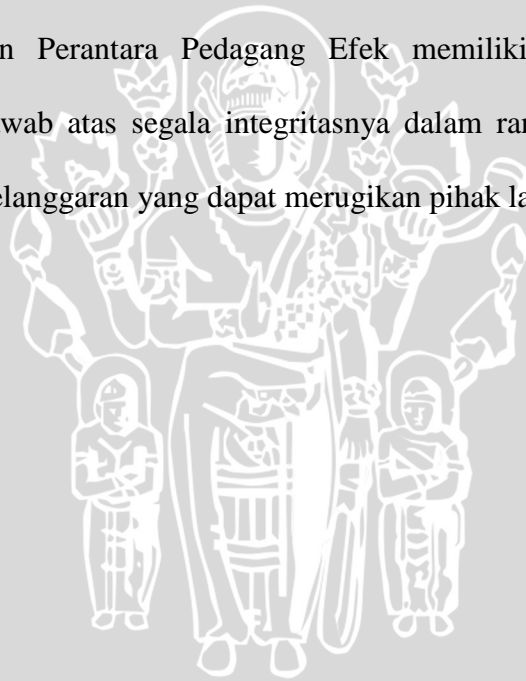 n Perantara Pedagang Efek memiliki
wab atas segala integritasnya dalam ran
elanggaran yang dapat merugikan pihak la